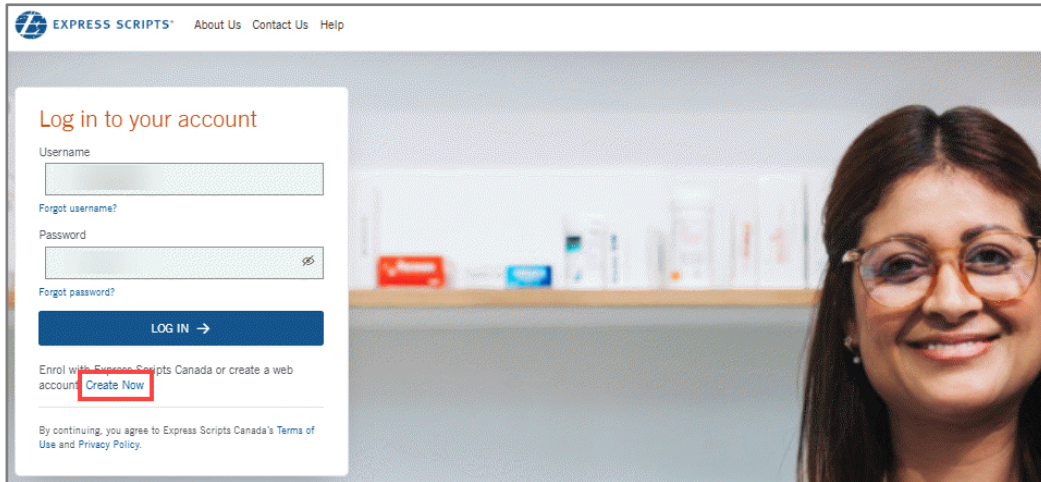 EXPRESS SCRIPTS® About Us Contact Us Help
Log in to your account
Username
Forgot username?
Password
Forgot password?
LOG IN →
Enrol with Express Scripts Canada or create a web
account Create Now
By continuing, you agree to Express Scripts Canada's Terms of
Use and Privacy Policy.